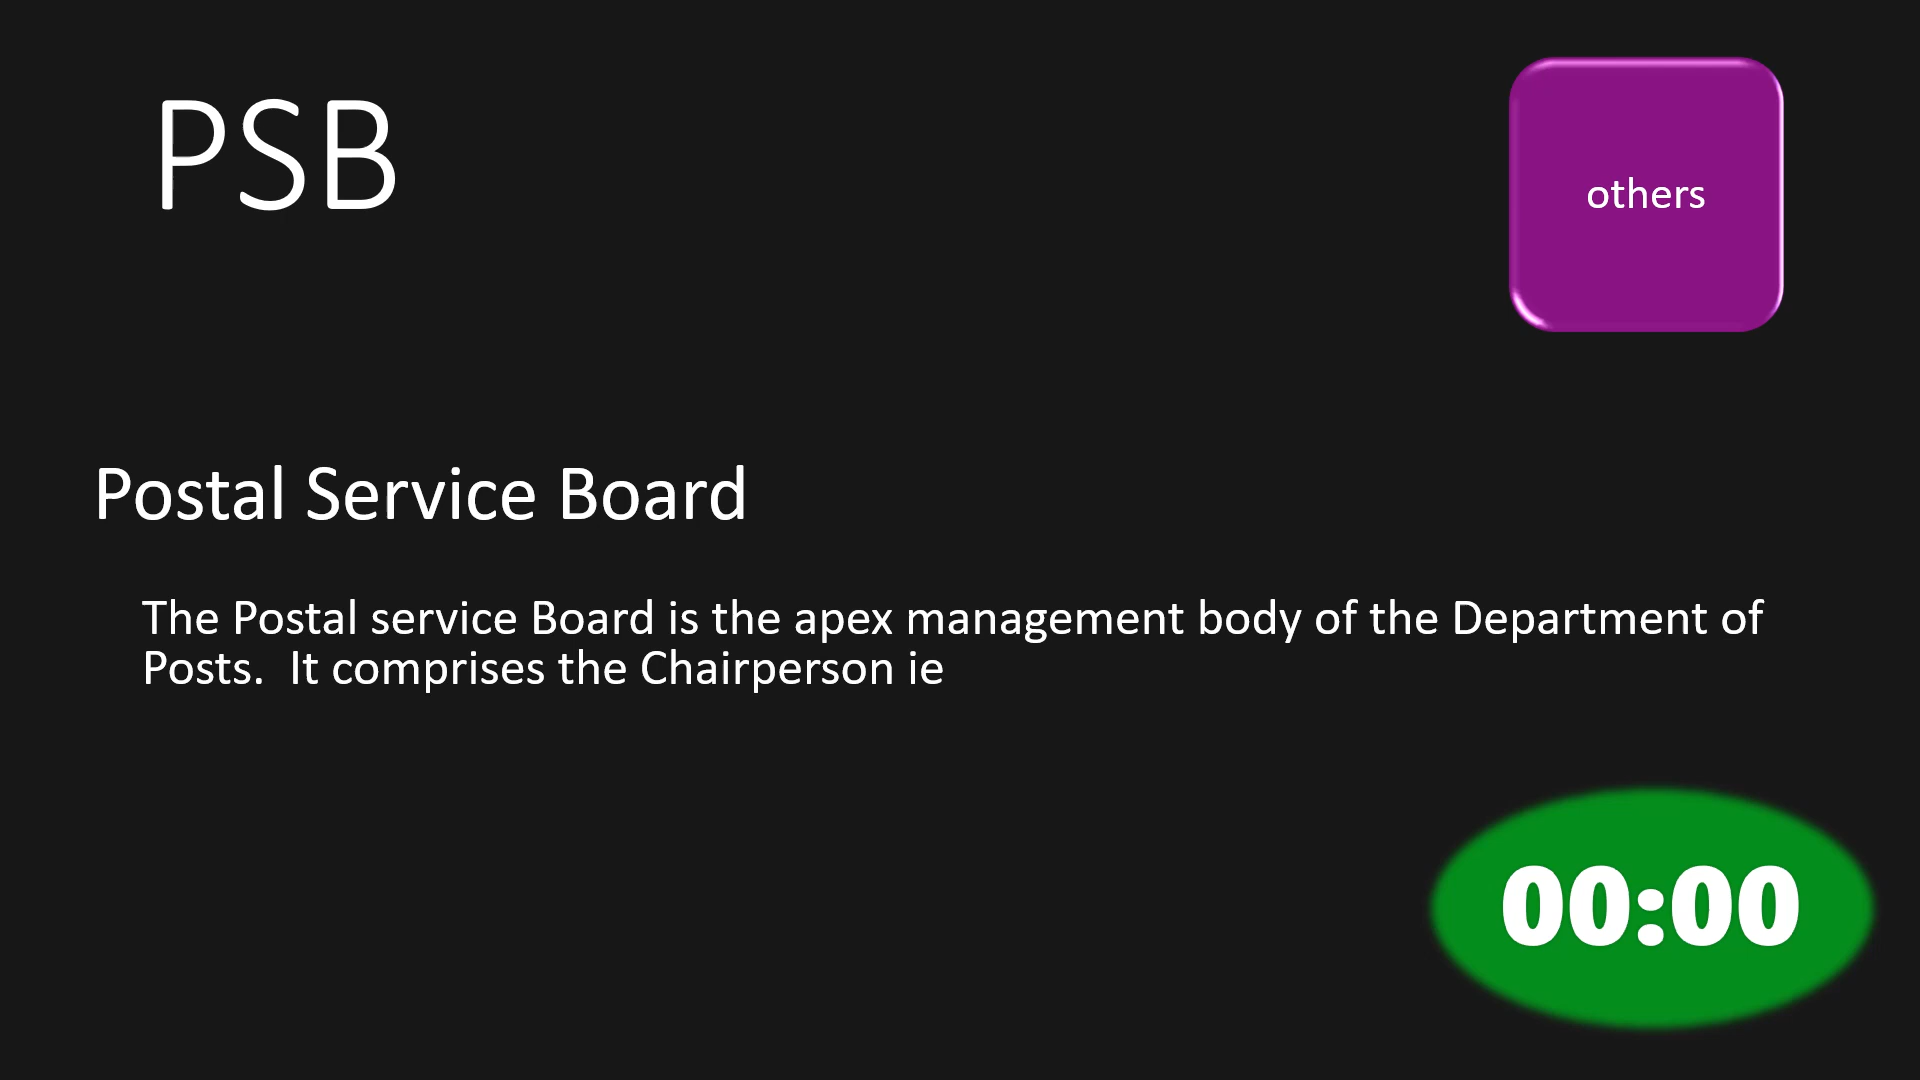 PSB
others
Postal Service Board
The Postal service Board is the apex management body of the Department of
Posts.  It comprises the Chairperson ie
00:00